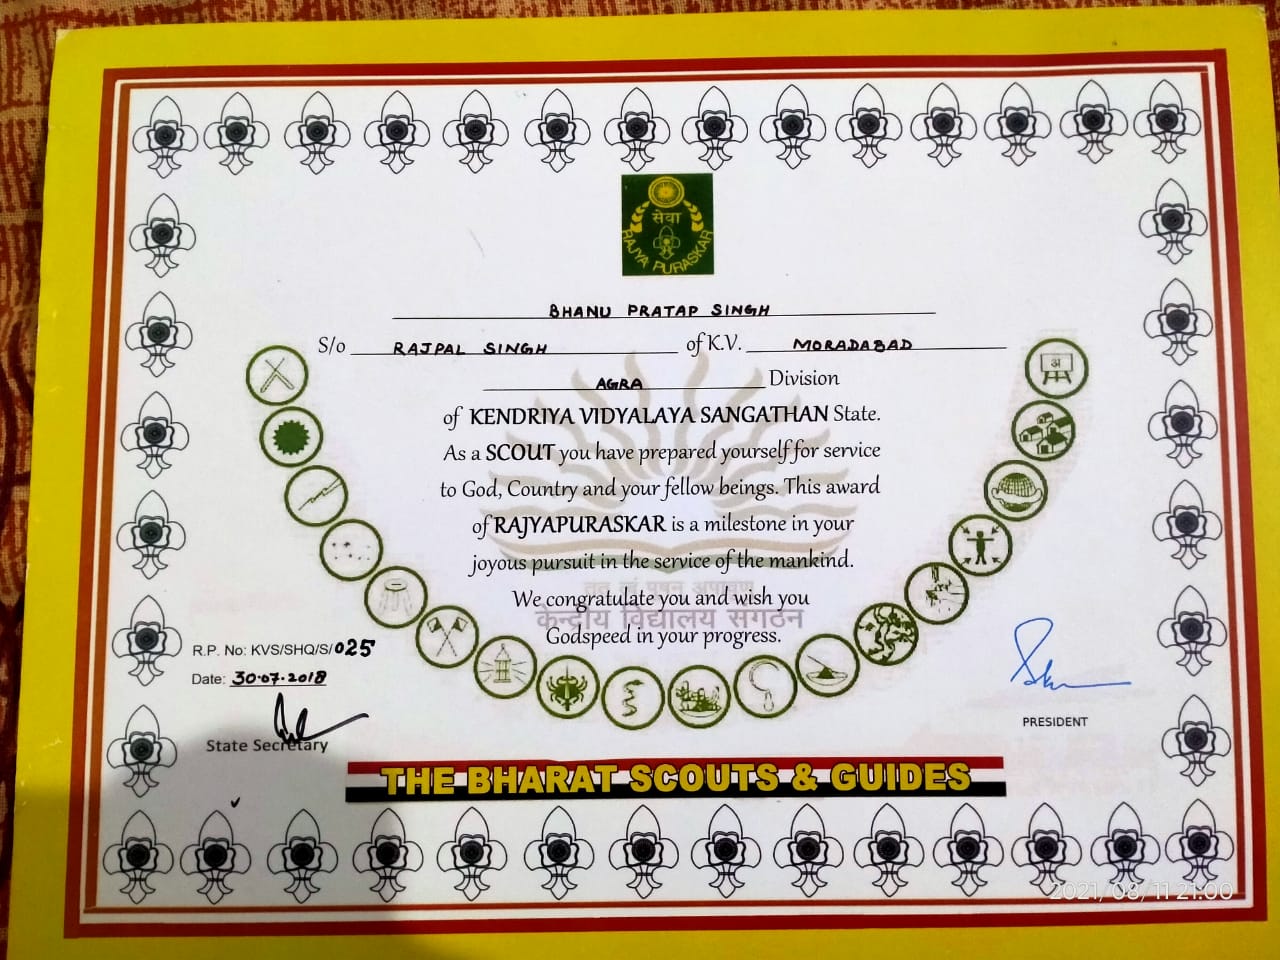 सेवा
RAJYA PURASKAR
BHANU PRATAP SINGH
S/o RAJPAL SINGH of K.V. MORADABAD
AGRA Division
of KENDRIYA VIDYALAYA SANGATHAN State.
As a SCOUT you have prepared yourself for service
to God, Country and your fellow beings. This award
of RAJYAPURASKAR is a milestone in your
joyous pursuit in the service of the mankind.
We congratulate you and wish you
केन्द्रीय विद्यालय संगठन
Godspeed in your progress.
अ
R.P. No: KVS/SHQ/S/025
Date: 30-07-2018
State Secretary
PRESIDENT
THE BHARAT SCOUTS & GUIDES
2021/08/11 21:00